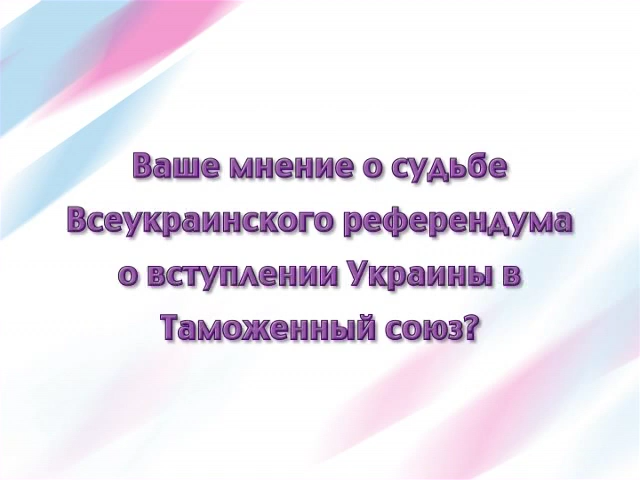 Ваше мнение о судьбе
Всеукраинского референдума
о вступлении Украины в
Таможенный союз?